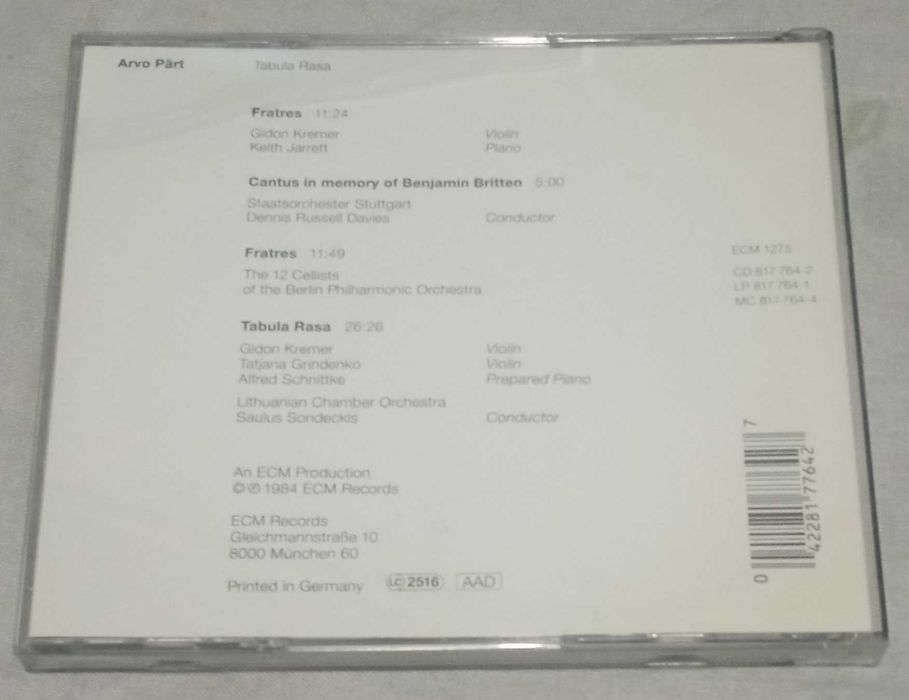 Arvo Pärt Tabula Rasa
Fratres 11:24
Gidon Kremer Violin
Keith Jarrett Piano
Cantus in memory of Benjamin Britten 5:00
Staatsorchester Stuttgart
Dennis Russell Davies Conductor
Fratres 11:49
The 12 Cellists
of the Berlin Philharmonic Orchestra
Tabula Rasa 26:26
Gidon Kremer Violin
Tatjana Grindenko Violin
Alfred Schnittke Prepared Piano
Lithuanian Chamber Orchestra
Saulus Sondeckis Conductor
ECM 1275
CD 817 764-2
LP 817 764-1
MC 817 764-4
An ECM Production
©℗ 1984 ECM Records
ECM Records
Gleichmannstraße 10
8000 München 60
Printed in Germany LC 2516 AAD
0 42281 77642 7